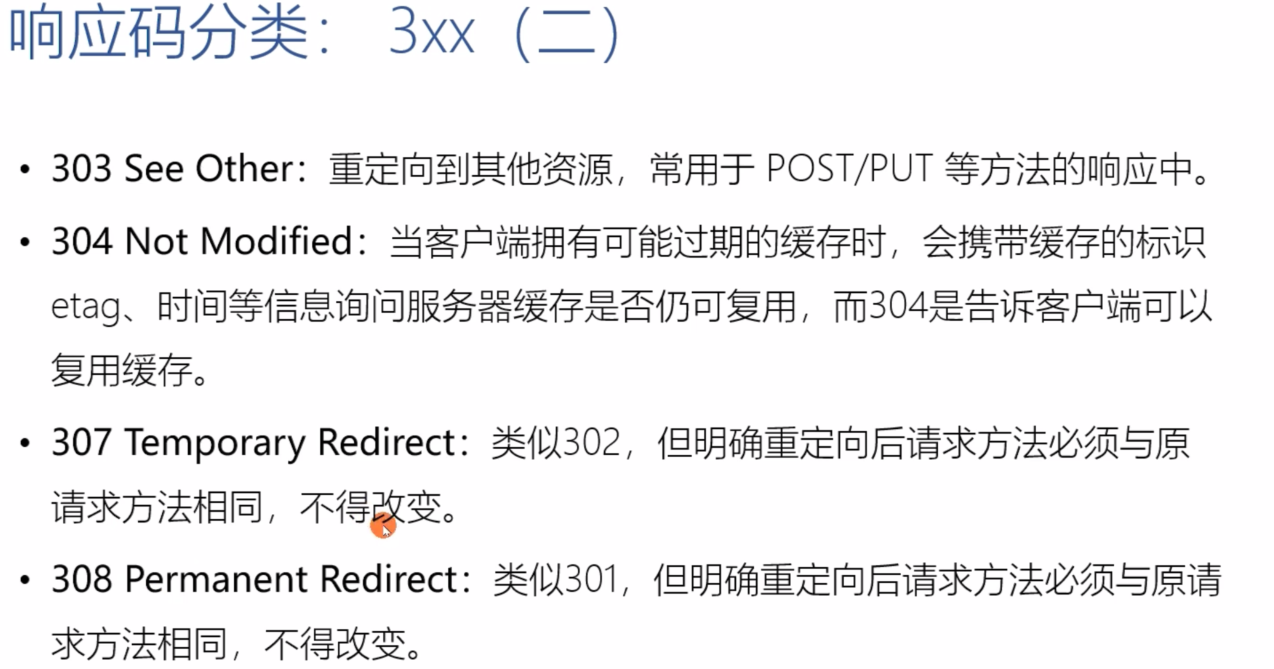 响应码分类： 3xx（二）
• 303 See Other：重定向到其他资源，常用于 POST/PUT 等方法的响应中。
• 304 Not Modified：当客户端拥有可能过期的缓存时，会携带缓存的标识
etag、时间等信息询问服务器缓存是否仍可复用，而304是告诉客户端可以
复用缓存。
• 307 Temporary Redirect：类似302，但明确重定向后请求方法必须与原
请求方法相同，不得改变。
• 308 Permanent Redirect：类似301，但明确重定向后请求方法必须与原请
求方法相同，不得改变。